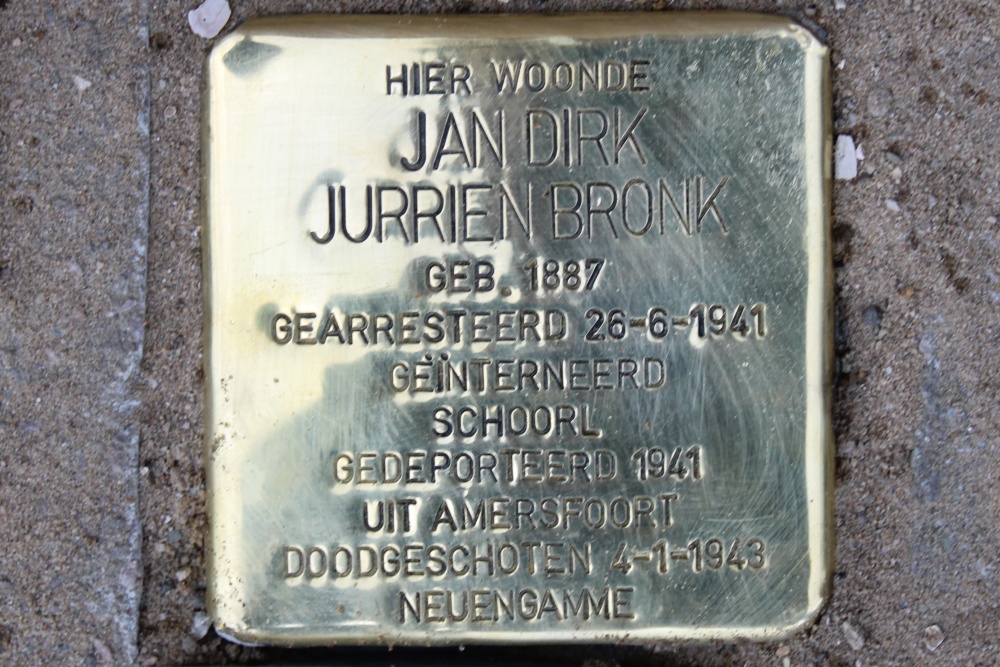 HIER WOONDE
JAN DIRK
JURRIEN BRONK
GEB. 1887
GEARRESTEERD 26-6-1941
GEÏNTERNEERD
SCHOORL
GEDEPORTEERD 1941
UIT AMERSFOORT
DOODGESCHOTEN 4-1-1943
NEUENGAMME